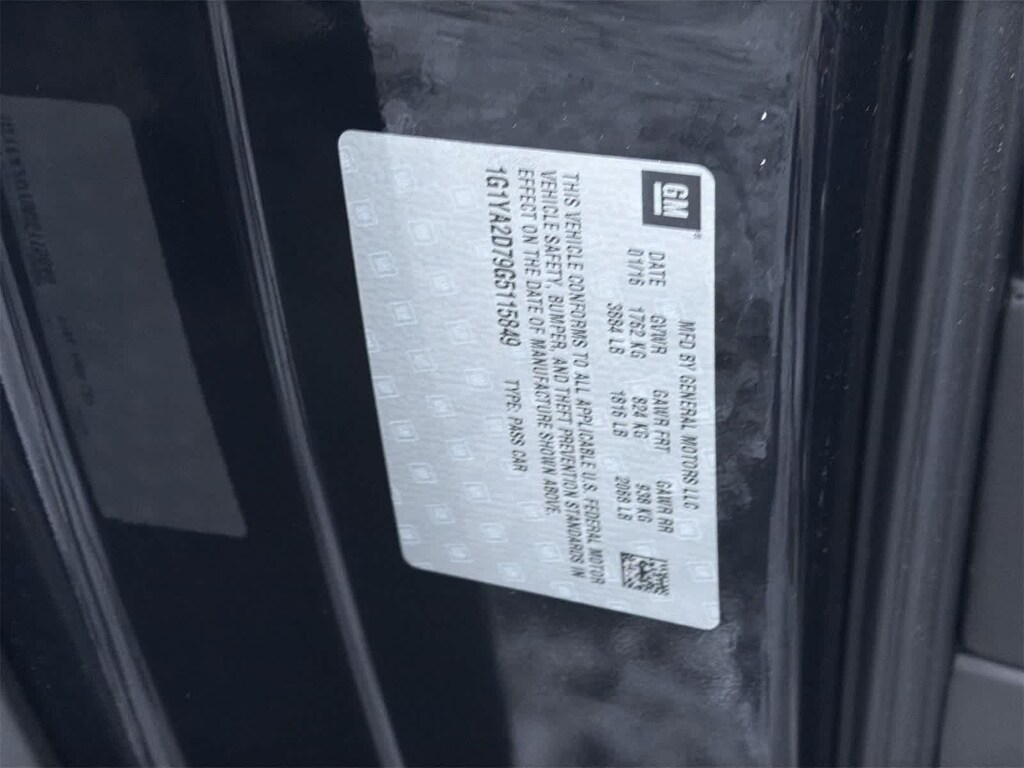 GM
MFD BY GENERAL MOTORS LLC
DATE GVWR GAWR FRT GAWR RR
01/16 1762 KG 824 KG 938 KG
3884 LB 1816 LB 2068 LB
THIS VEHICLE CONFORMS TO ALL APPLICABLE U.S. FEDERAL MOTOR
VEHICLE SAFETY, BUMPER, AND THEFT PREVENTION STANDARDS IN
EFFECT ON THE DATE OF MANUFACTURE SHOWN ABOVE.
1G1YA2D79G5115849 TYPE: PASS CAR